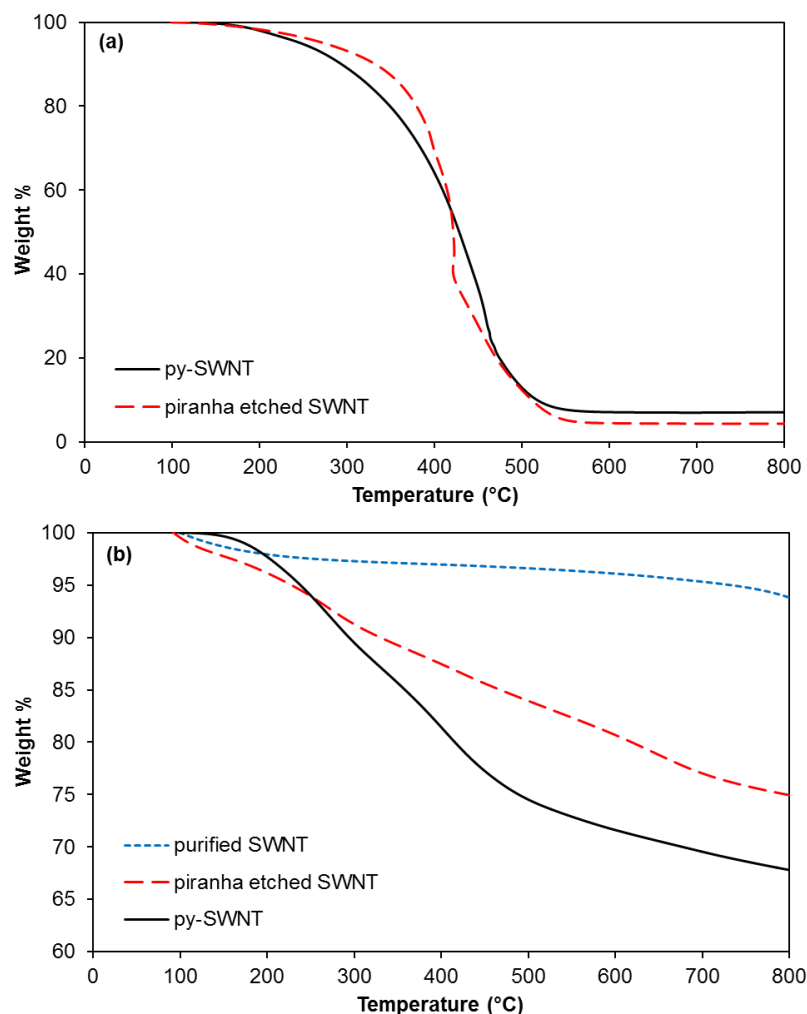 (a)
100
80
60
40
20
0
Weight %
py-SWNT
piranha etched SWNT
0 100 200 300 400 500 600 700 800
Temperature (°C)
(b)
100
95
90
85
80
75
70
65
60
Weight %
purified SWNT
piranha etched SWNT
py-SWNT
0 100 200 300 400 500 600 700 800
Temperature (°C)